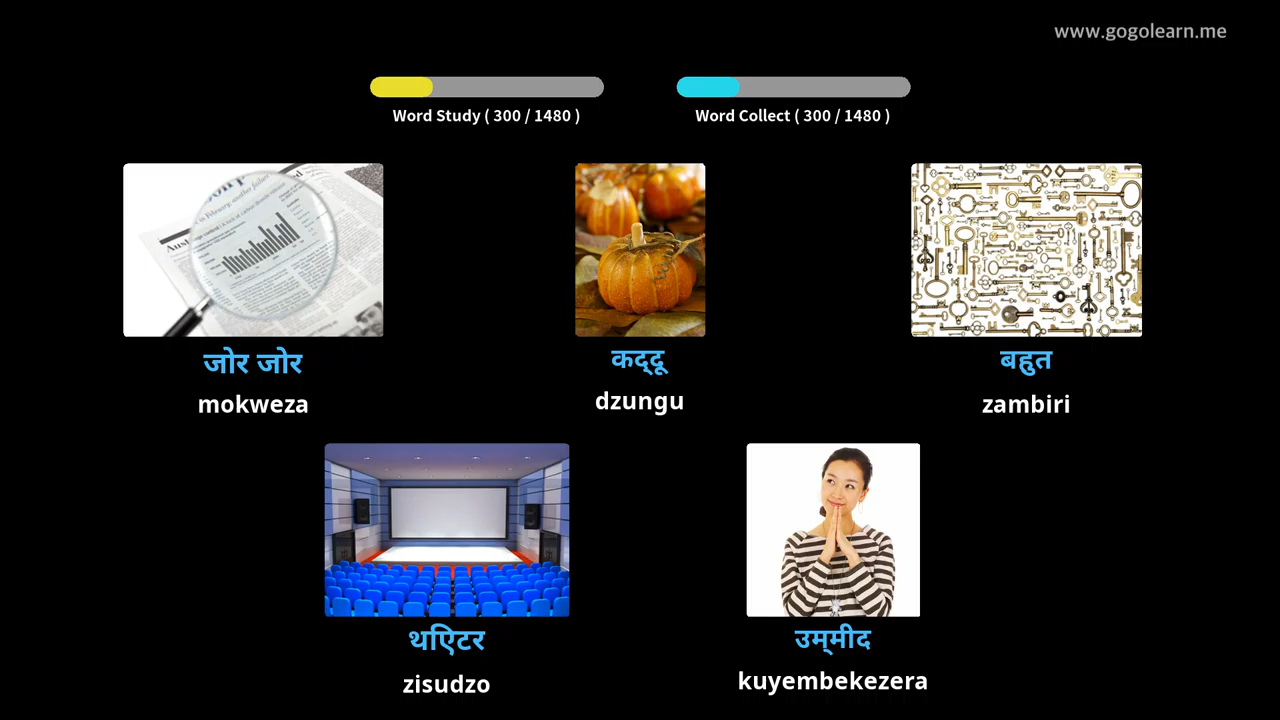 www.gogolearn.me
Word Study ( 300 / 1480 )
Word Collect ( 300 / 1480 )
जोर जोर
mokweza
कद्दू
dzungu
बहुत
zambiri
थिएटर
zisudzo
उम्मीद
kuyembekezera